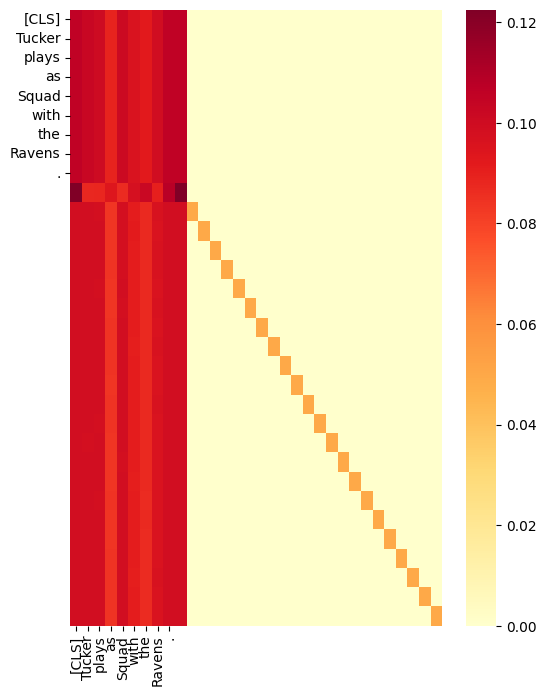 [CLS]
Tucker
plays
as
Squad
with
the
Ravens
.
0.12
0.10
0.08
0.06
0.04
0.02
0.00
[CLS]
Tucker
plays
as
Squad
with
the
Ravens
.